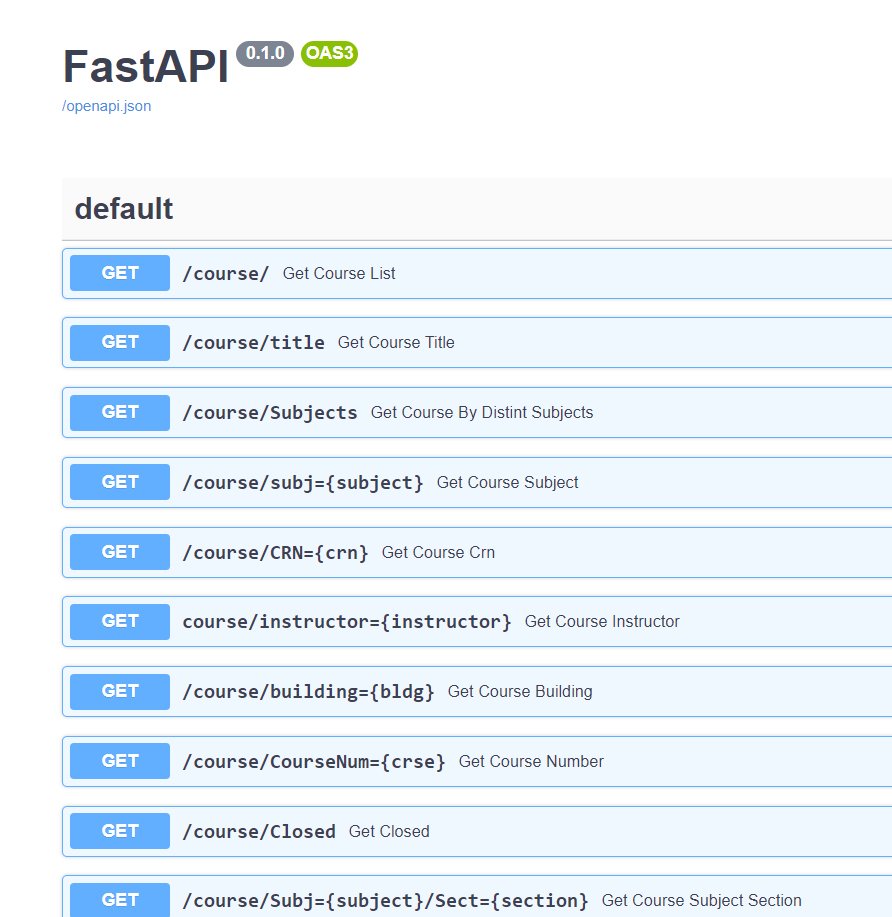 FastAPI 0.1.0 OAS3
/openapi.json
default
GET /course/ Get Course List
GET /course/title Get Course Title
GET /course/Subjects Get Course By Distint Subjects
GET /course/subj={subject} Get Course Subject
GET /course/CRN={crn} Get Course Crn
GET course/instructor={instructor} Get Course Instructor
GET /course/building={bldg} Get Course Building
GET /course/CourseNum={crse} Get Course Number
GET /course/Closed Get Closed
GET /course/Subj={subject}/Sect={section} Get Course Subject Section